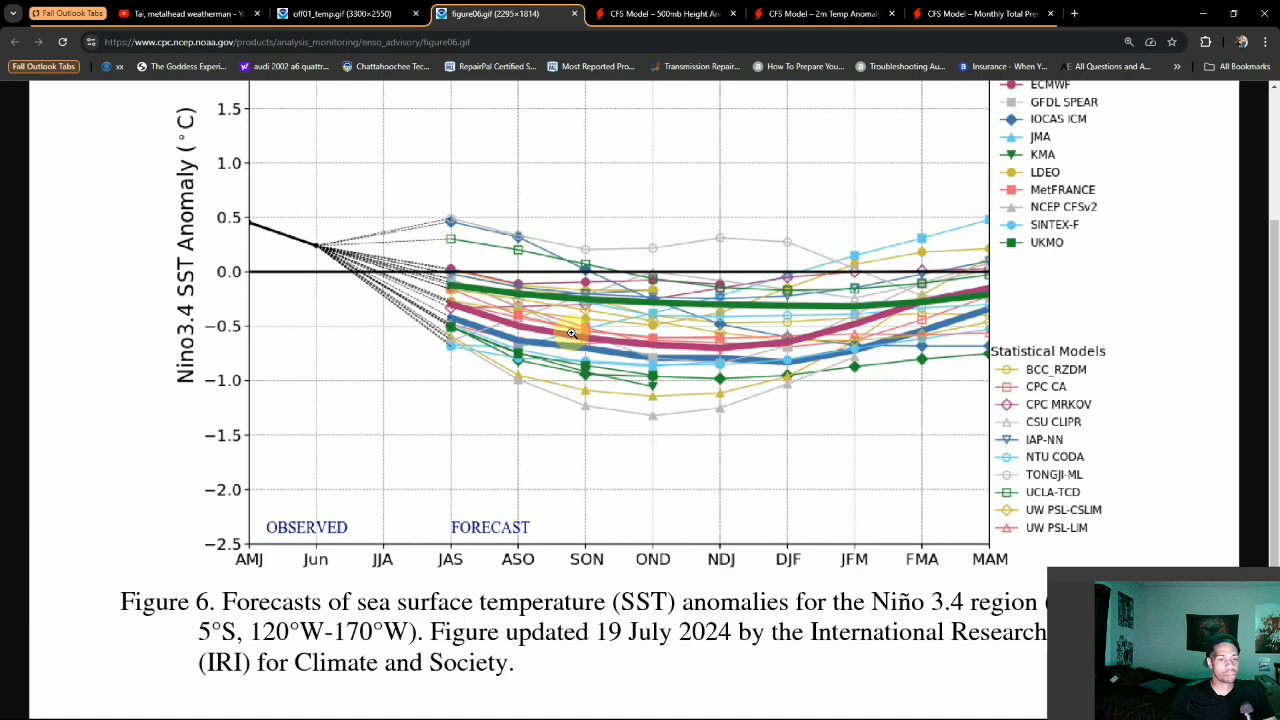 Fall Outlook Tabs
Tai, metalhead weatherman - Y
off01_temp.gif (3300×2550)
figure06.gif (2295×1814)
CFS Model – 500mb Height An
CFS Model – 2m Temp Anomaly
CFS Model – Monthly Total Pre
https://www.cpc.ncep.noaa.gov/products/analysis_monitoring/enso_advisory/figure06.gif
Fall Outlook Tabs
xx
The Goddess Experi...
audi 2002 a6 quattr...
Chattahoochee Tec...
RepairPal Certified S...
Most Reported Pro...
Transmission Repair...
How To Prepare You...
Troubleshooting Au...
Insurance - When Y...
All Questions and A...
All Bookmarks
Nino3.4 SST Anomaly (°C)
1.5
1.0
0.5
0.0
−0.5
−1.0
−1.5
−2.0
−2.5
OBSERVED
FORECAST
AMJ Jun JJA JAS ASO SON OND NDJ DJF JFM FMA MAM
ECMWF
GFDL SPEAR
IOCAS ICM
JMA
KMA
LDEO
MetFRANCE
NCEP CFSv2
SINTEX-F
UKMO
Statistical Models
BCC_RZDM
CPC CA
CPC MRKOV
CSU CLIPR
IAP-NN
NTU CODA
TONGJI-ML
UCLA-TCD
UW PSL-CSLIM
UW PSL-LIM
Figure 6. Forecasts of sea surface temperature (SST) anomalies for the Niño 3.4 region (
5°S, 120°W-170°W). Figure updated 19 July 2024 by the International Research
(IRI) for Climate and Society.